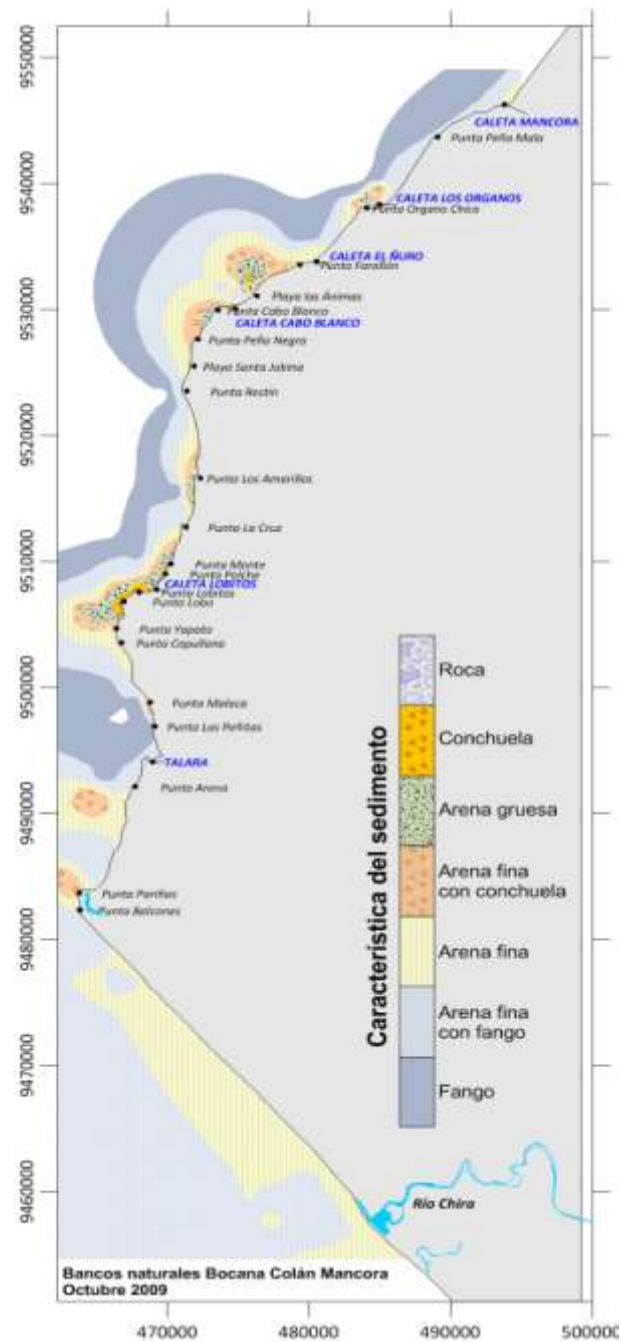 9550000
9540000
9530000
9520000
9510000
9500000
9490000
9480000
9470000
9460000
CALETA MANCORA
Punta Peña Mala
CALETA LOS ORGANOS
Punta Organo Chico
CALETA EL ÑURO
Punta Farallón
Playa las Ánimas
Punta Cabo Blanco
CALETA CABO BLANCO
Punta Peña Negra
Playa Santa
Punta Restin
Punta Los Amarillos
Punta La Cruz
Punta Monte
Punta
CALETA LOBITOS
Punta Lobitos
Punta Lobo
Punta Yapato
Punta Capullana
Punta Malaca
Punta Las Peñitas
TALARA
Punta Arena
Punta Pariñas
Punta Balcones
Característica del sedimento
Roca
Conchuela
Arena gruesa
Arena fina
con conchuela
Arena fina
Arena fina
con fango
Fango
Rio Chira
Bancos naturales Bocana Colán Mancora
Octubre 2009
470000
480000
490000
500000